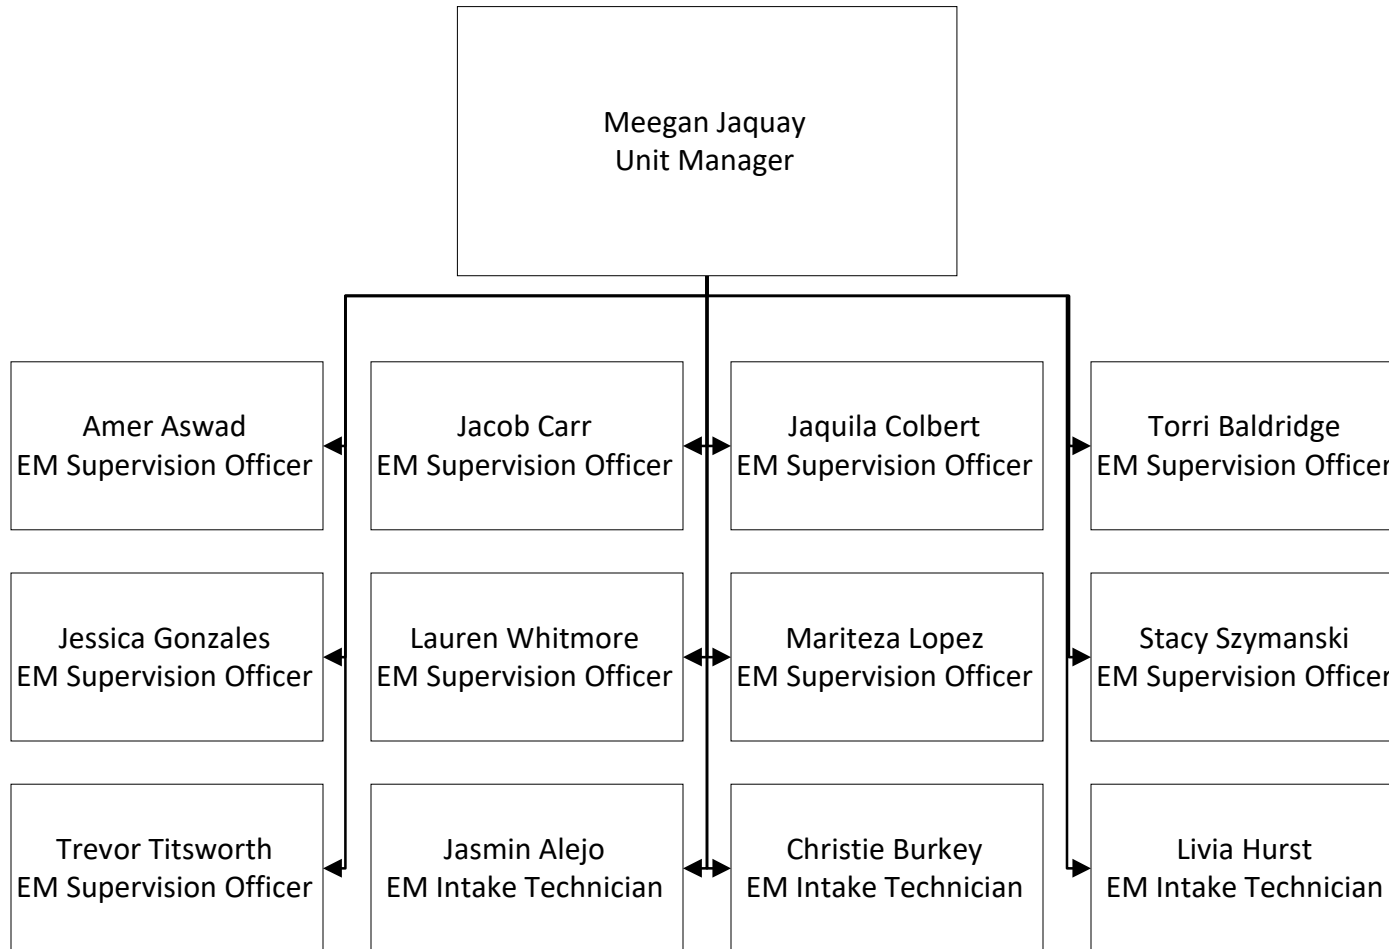 Meegan Jaquay
Unit Manager
Amer Aswad
EM Supervision Officer
Jacob Carr
EM Supervision Officer
Jaquila Colbert
EM Supervision Officer
Torri Baldridge
EM Supervision Officer
Jessica Gonzales
EM Supervision Officer
Lauren Whitmore
EM Supervision Officer
Mariteza Lopez
EM Supervision Officer
Stacy Szymanski
EM Supervision Officer
Trevor Titsworth
EM Supervision Officer
Jasmin Alejo
EM Intake Technician
Christie Burkey
EM Intake Technician
Livia Hurst
EM Intake Technician